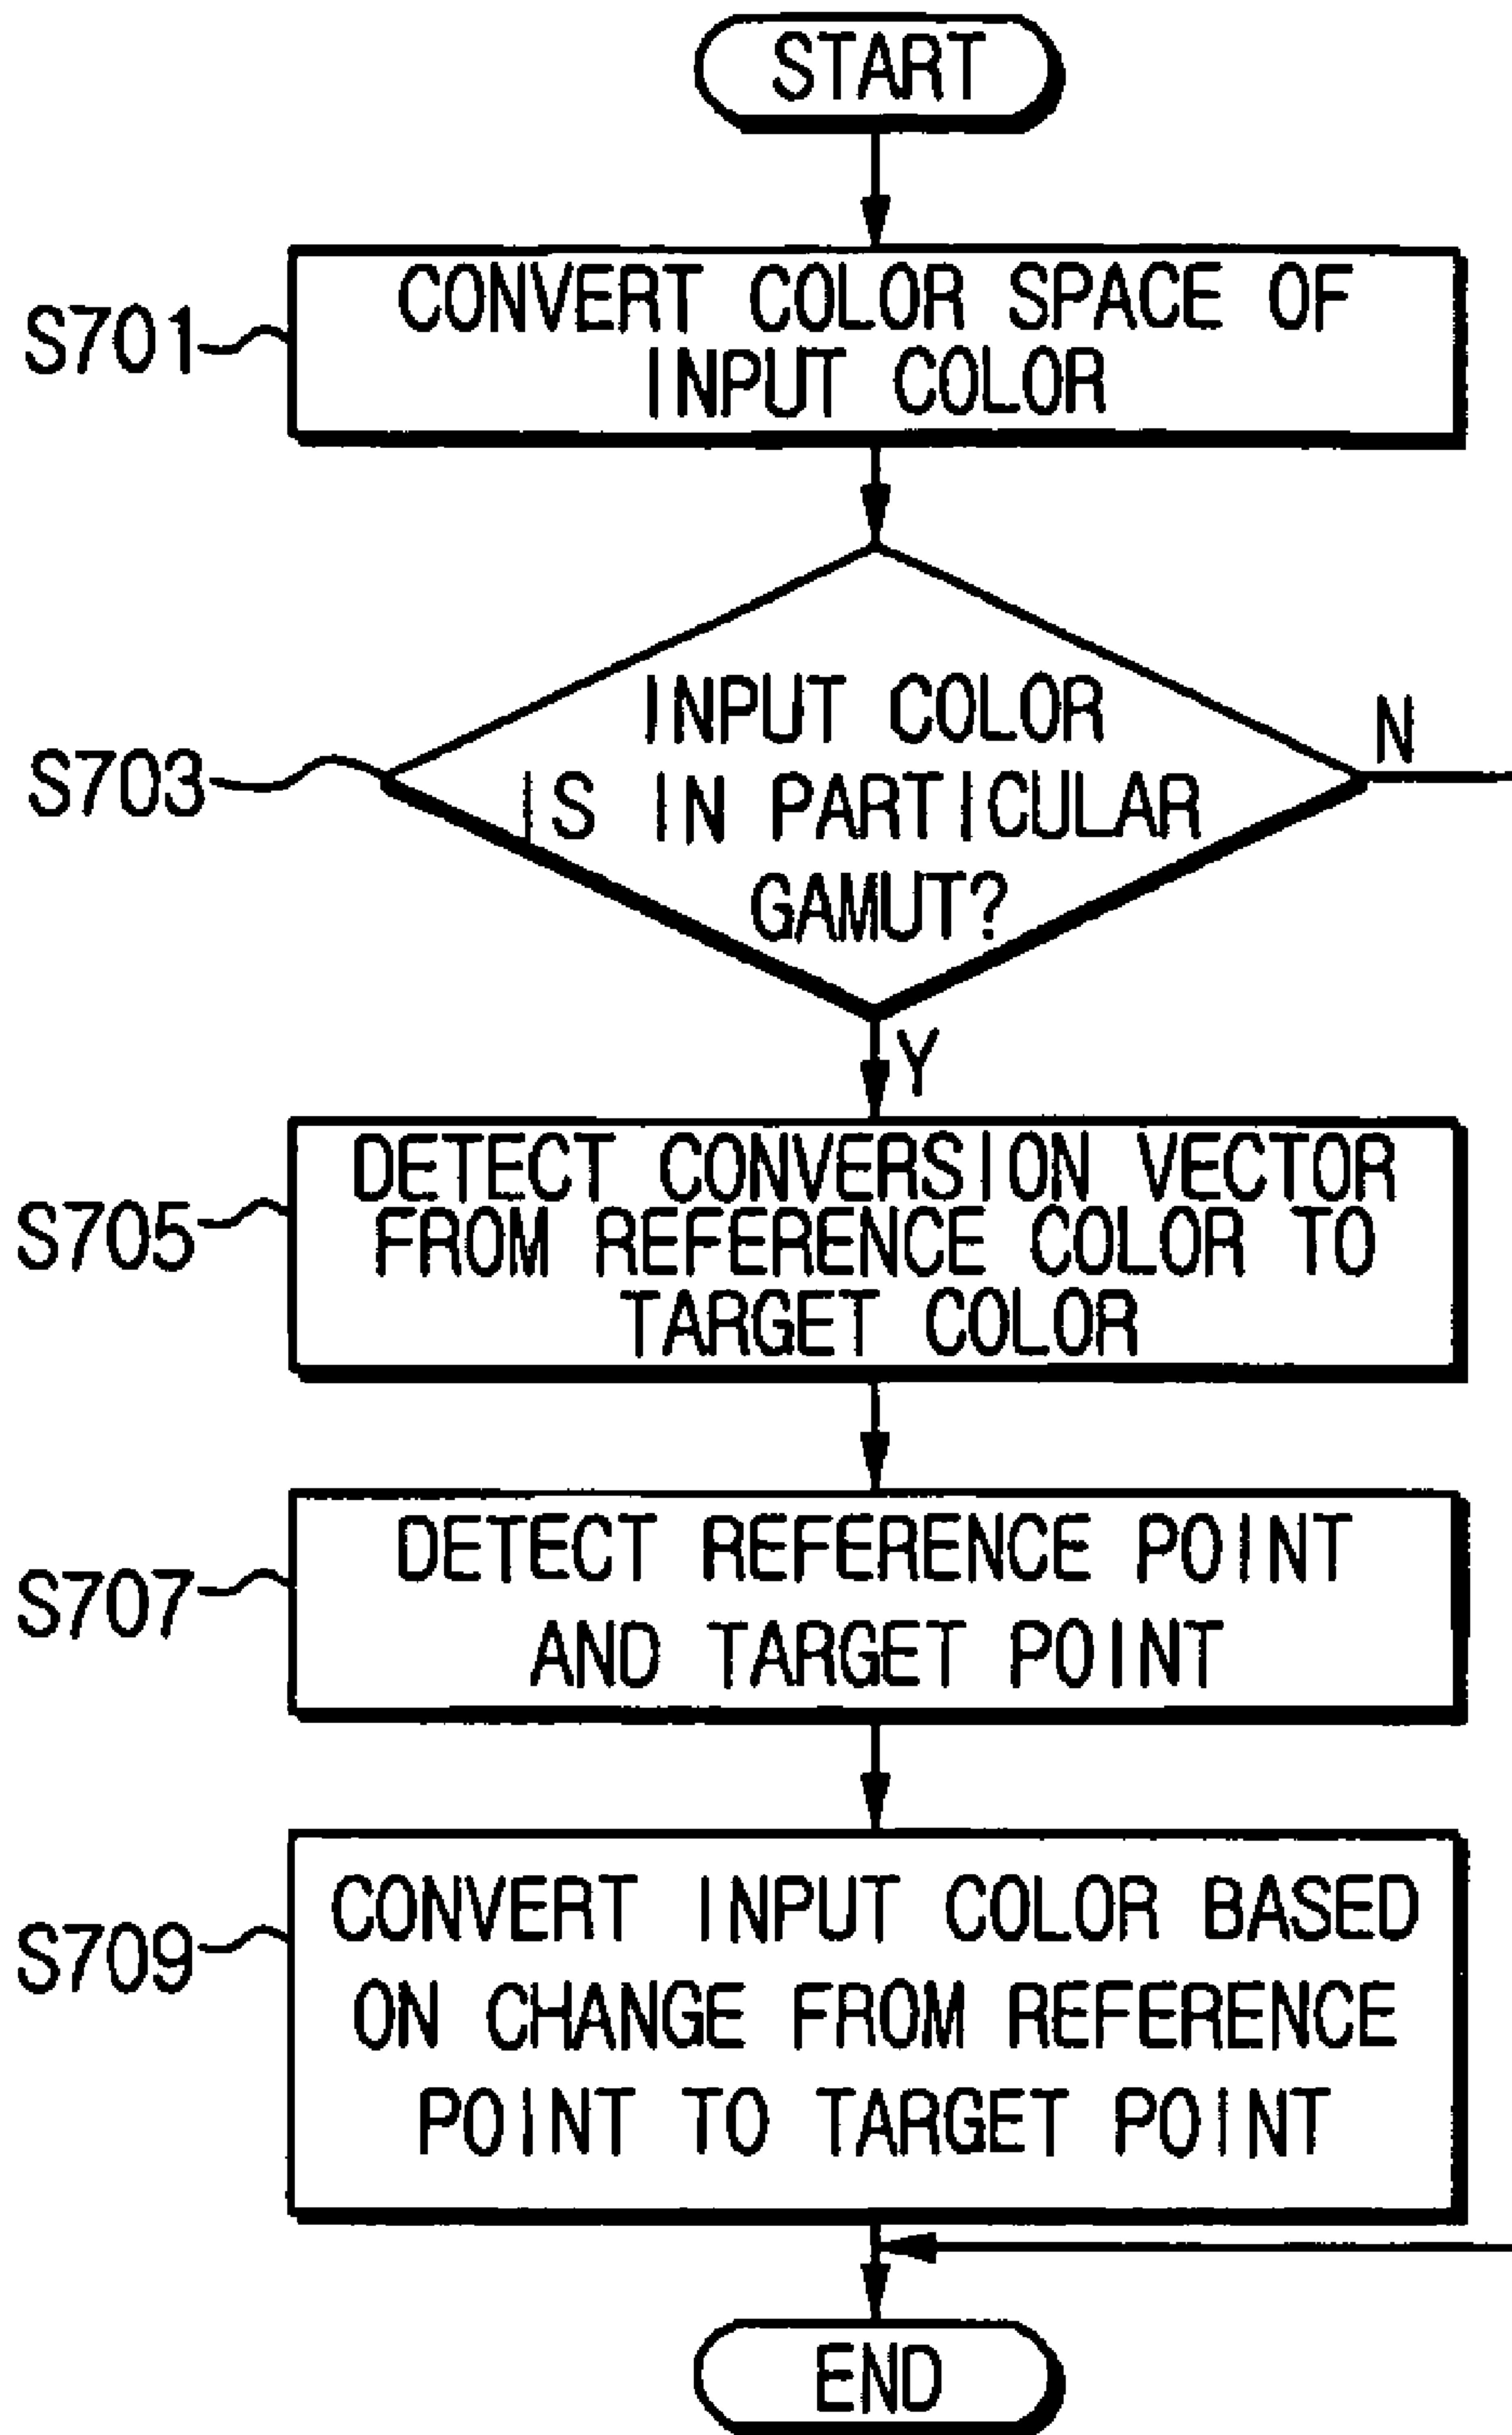 START
S701
CONVERT COLOR SPACE OF
INPUT COLOR
S703
INPUT COLOR
IS IN PARTICULAR
GAMUT?
N
Y
S705
DETECT CONVERSION VECTOR
FROM REFERENCE COLOR TO
TARGET COLOR
S707
DETECT REFERENCE POINT
AND TARGET POINT
S709
CONVERT INPUT COLOR BASED
ON CHANGE FROM REFERENCE
POINT TO TARGET POINT
END